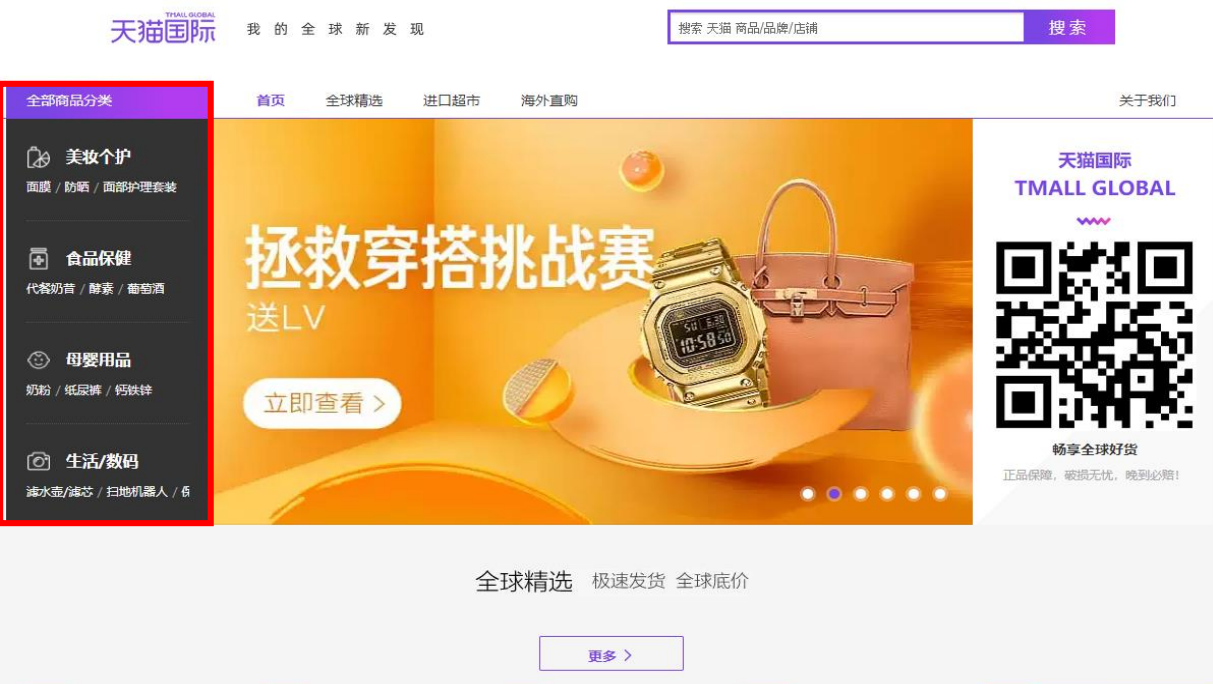 TMALL GLOBAL
天猫国际
我的全球新发现
搜索 天猫 商品/品牌/店铺
搜索
全部商品分类
首页
全球精选
进口超市
海外直购
关于我们
美妆个护
面膜 / 防晒 / 面部护理套装
食品保健
代餐奶昔 / 酵素 / 葡萄酒
母婴用品
奶粉 / 纸尿裤 / 钙铁锌
生活/数码
滤水壶/滤芯 / 扫地机器人 /
拯救穿搭挑战赛
送LV
立即查看 >
10:58 50
天猫国际
TMALL GLOBAL
畅享全球好货
正品保障，破损无忧，晚到必赔！
全球精选 极速发货 全球底价
更多 >